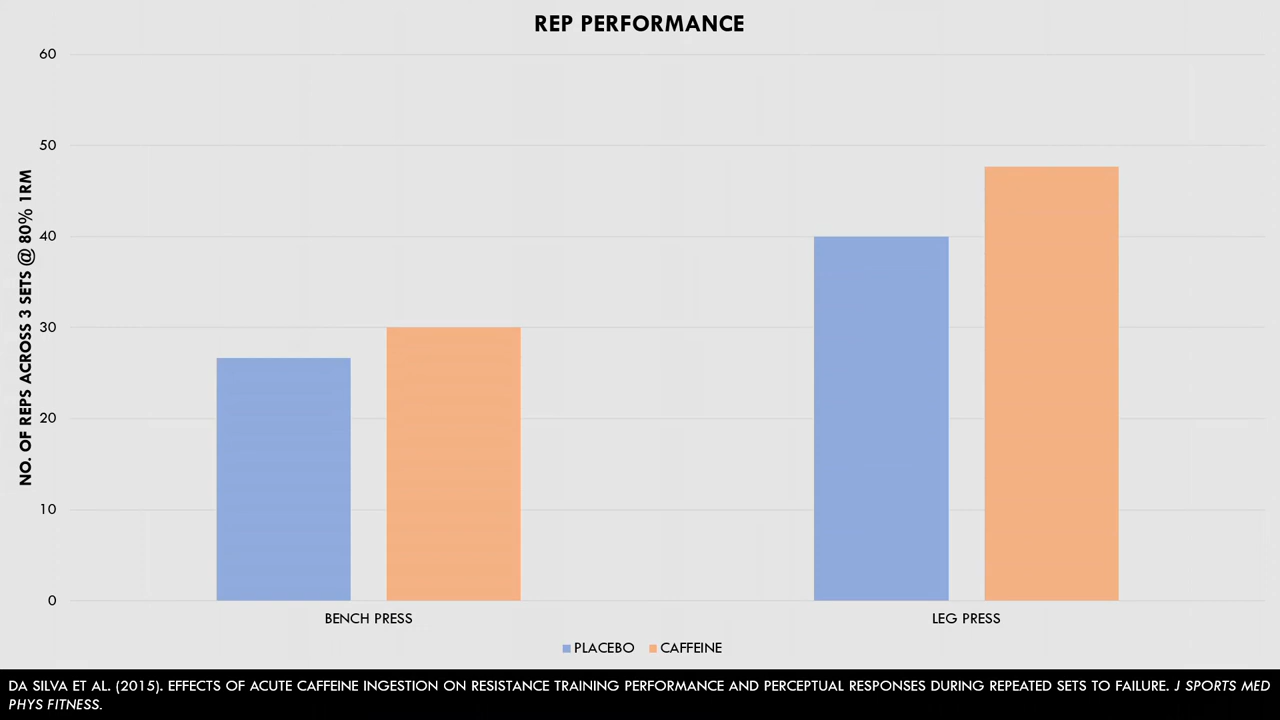 REP PERFORMANCE
NO. OF REPS ACROSS 3 SETS @ 80% 1RM
60
50
40
30
20
10
0
BENCH PRESS
LEG PRESS
PLACEBO
CAFFEINE
DA SILVA ET AL. (2015). EFFECTS OF ACUTE CAFFEINE INGESTION ON RESISTANCE TRAINING PERFORMANCE AND PERCEPTUAL RESPONSES DURING REPEATED SETS TO FAILURE. J SPORTS MED
PHYS FITNESS.